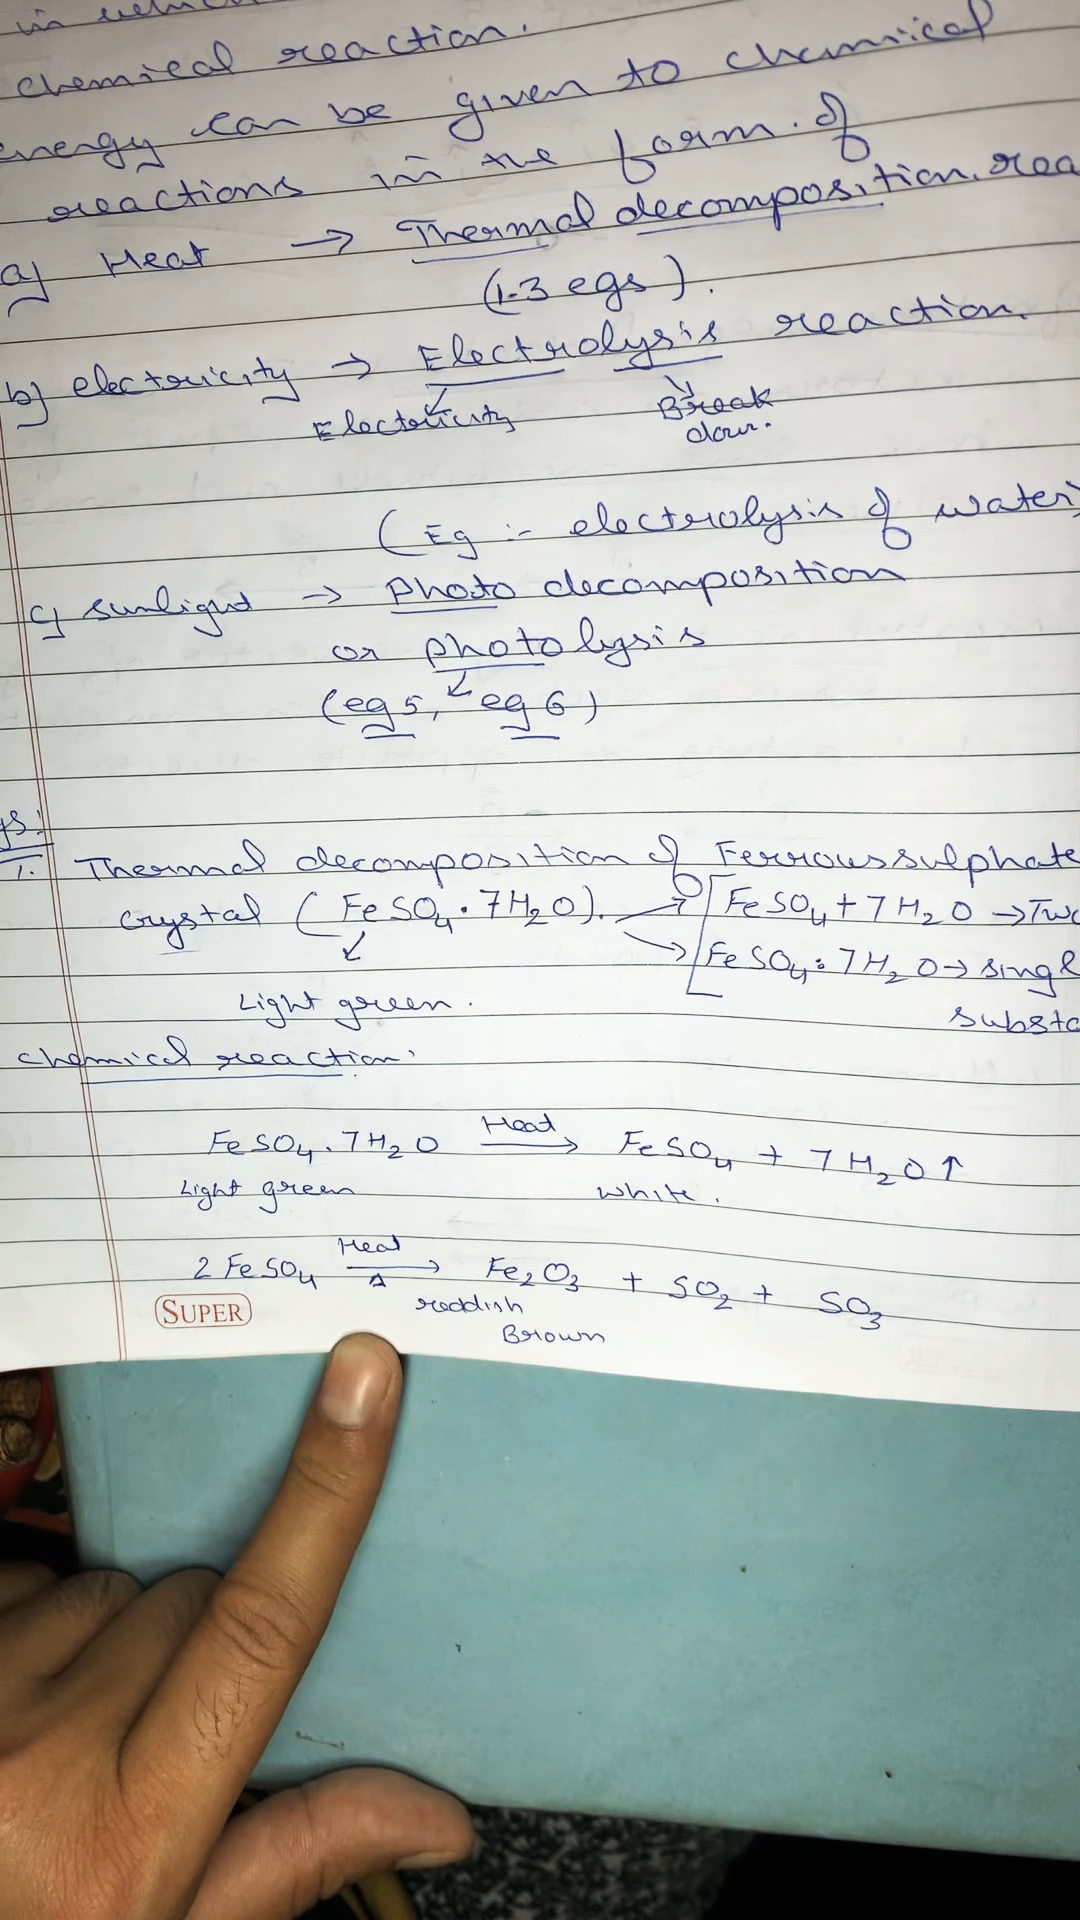 in
chemical reaction.
energy can be given to chemical
reactions in the form of
a) Heat → Thermal decomposition rea
(1-3 egs).
b) electricity → Electrolysis reaction.
Electricity Break
down.
(Eg :- electrolysis of water)
c) sunlight → Photo decomposition
or photolysis
(eg 5, eg 6)
gs:
1. Thermal decomposition of Ferrous sulphate
crystal (FeSO₄·7H₂O). → [FeSO₄ + 7H₂O → Two
→ [FeSO₄·7H₂O → singl
Light green. substa
chemical reaction:
FeSO₄·7H₂O Heat → FeSO₄ + 7H₂O↑
Light green white.
2FeSO₄ Heat → Δ Fe₂O₃ + SO₂ + SO₃
reddish
Brown
SUPER